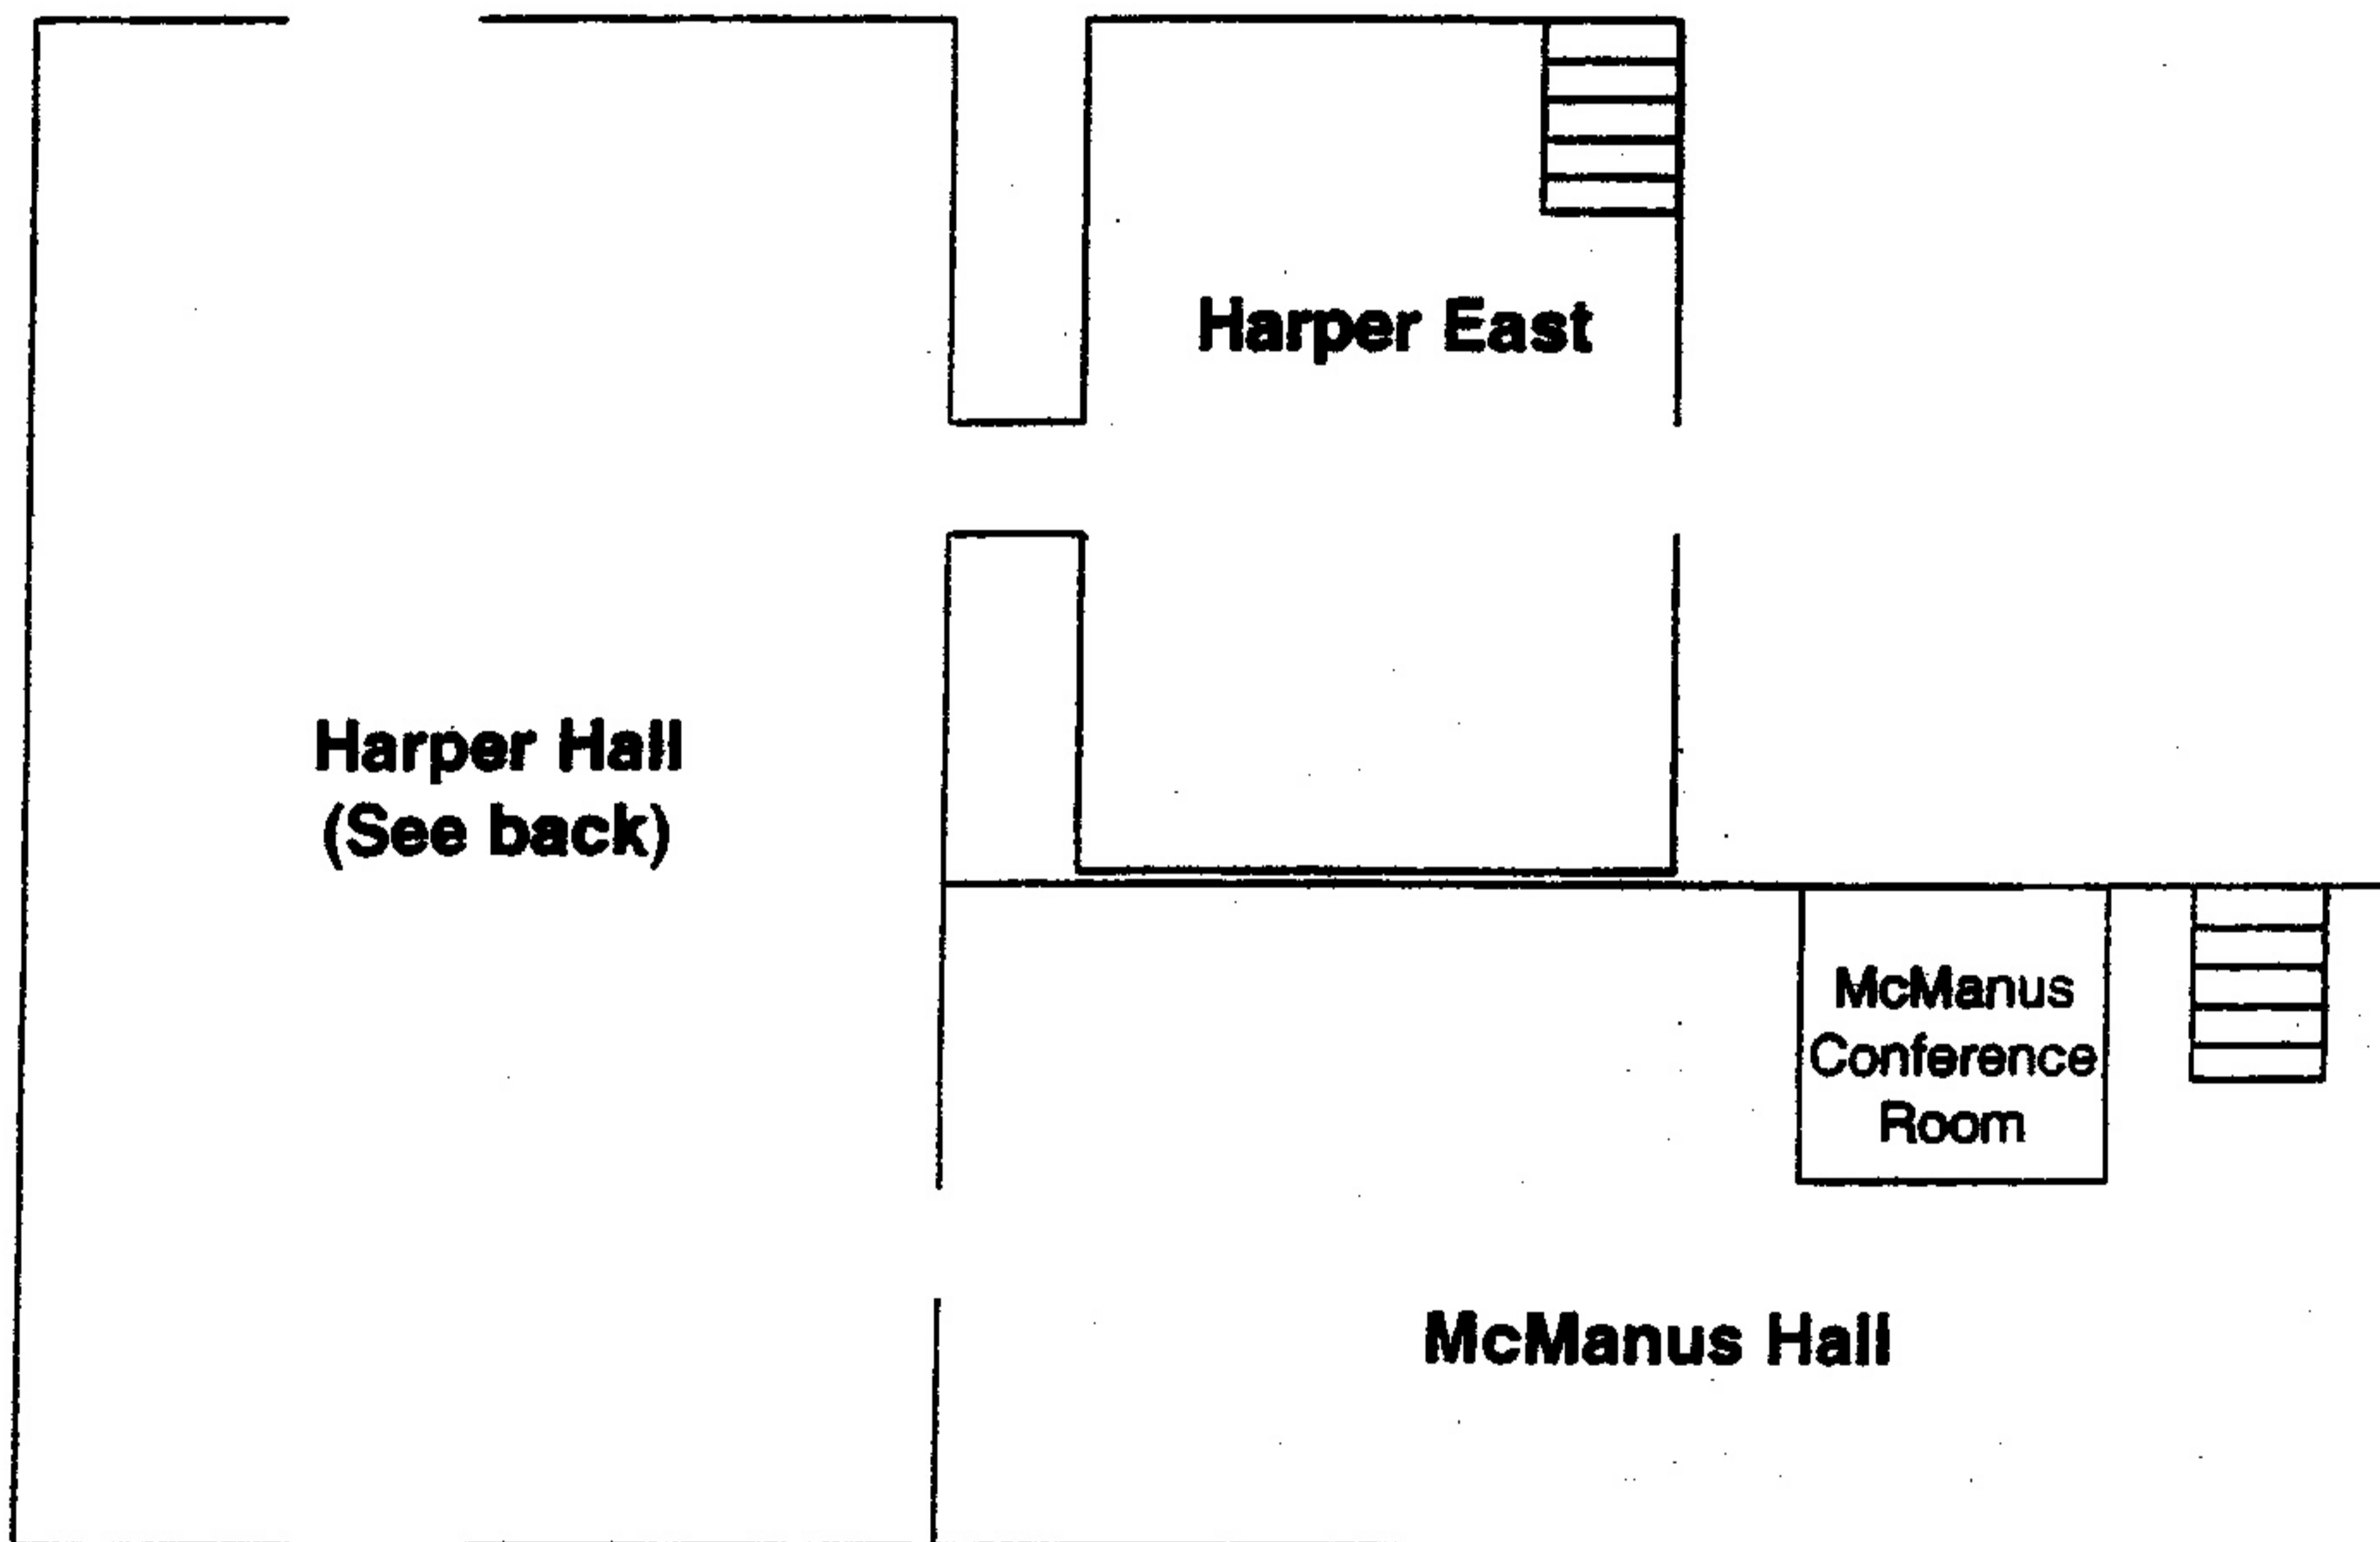 Harper East
Harper Hall
(See back)
McManus
Conference
Room
McManus Hall